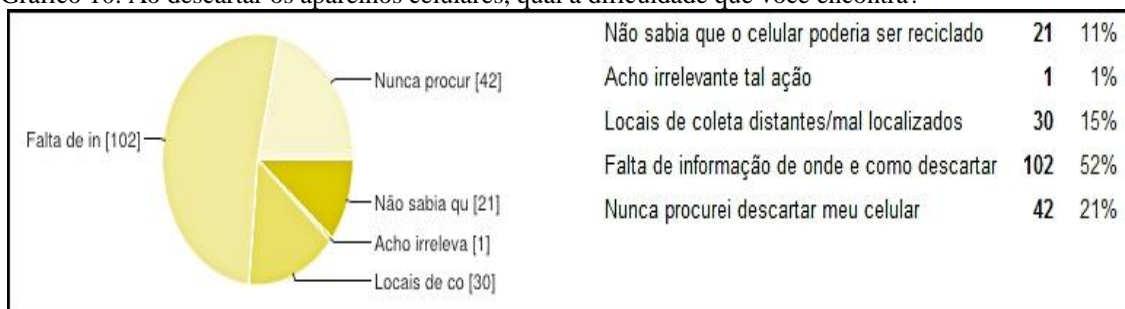 Gráfico 10: Ao descartar os aparelhos celulares, qual a dificuldade que você encontra?
Nunca procur [42]
Falta de in [102]
Não sabia qu [21]
Acho irreleva [1]
Locais de co [30]
Não sabia que o celular poderia ser reciclado 21 11%
Acho irrelevante tal ação 1 1%
Locais de coleta distantes/mal localizados 30 15%
Falta de informação de onde e como descartar 102 52%
Nunca procurei descartar meu celular 42 21%